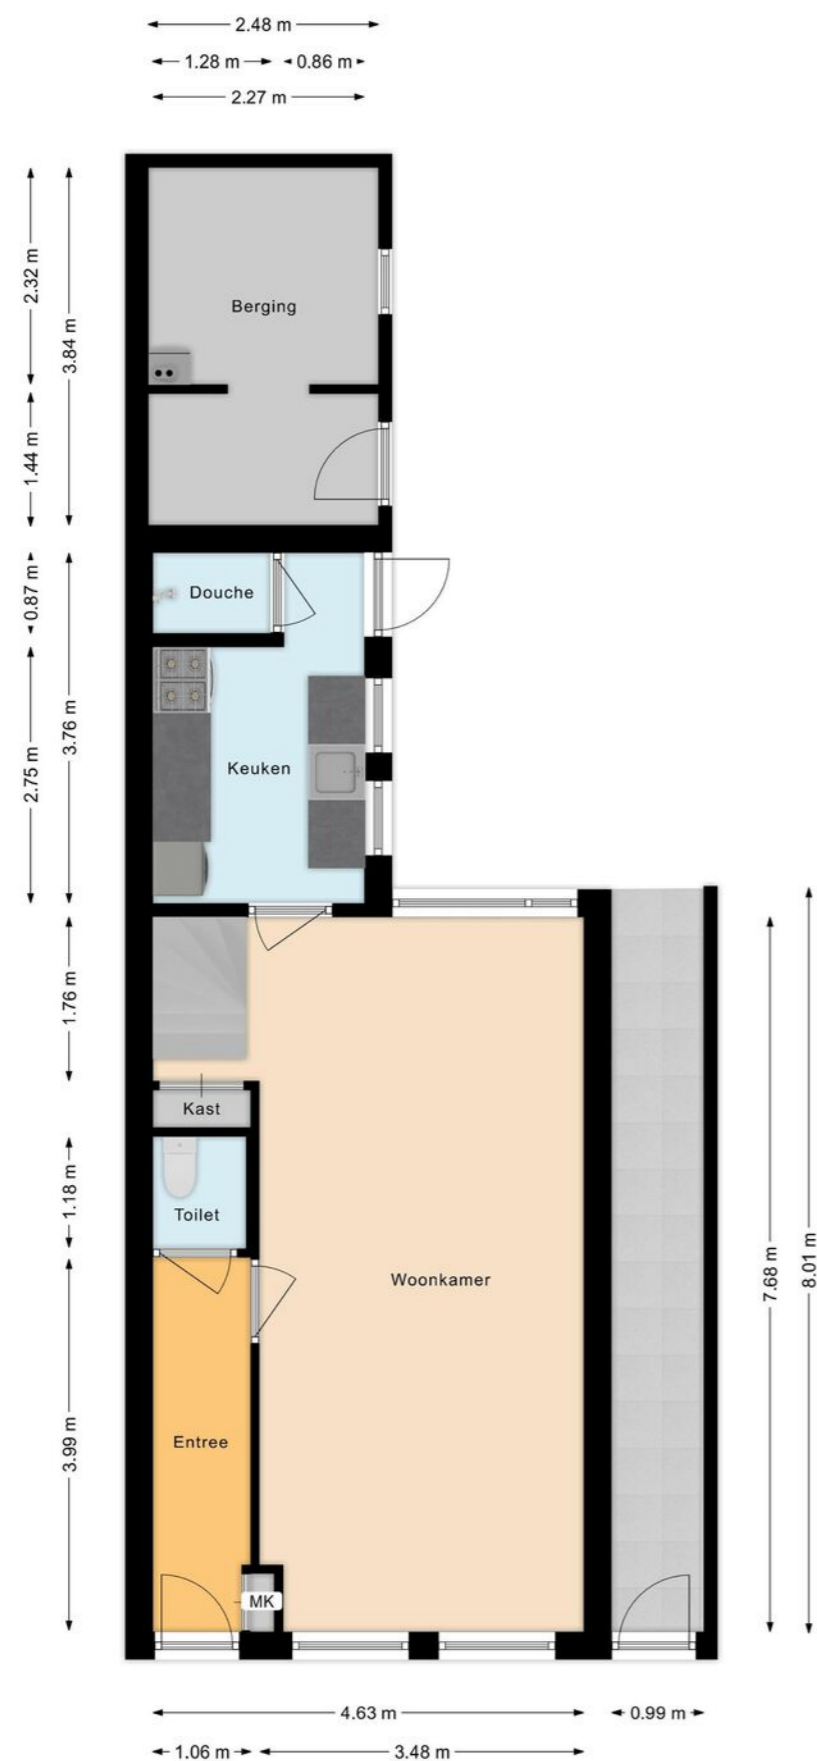 2.48 m
1.28 m 0.86 m
2.27 m
2.32 m
3.84 m
Berging
1.44 m
0.87 m
Douche
3.76 m
2.75 m
Keuken
1.76 m
Kast
1.18 m
Toilet
Woonkamer
7.68 m
8.01 m
3.99 m
Entree
MK
4.63 m 0.99 m
1.06 m 3.48 m